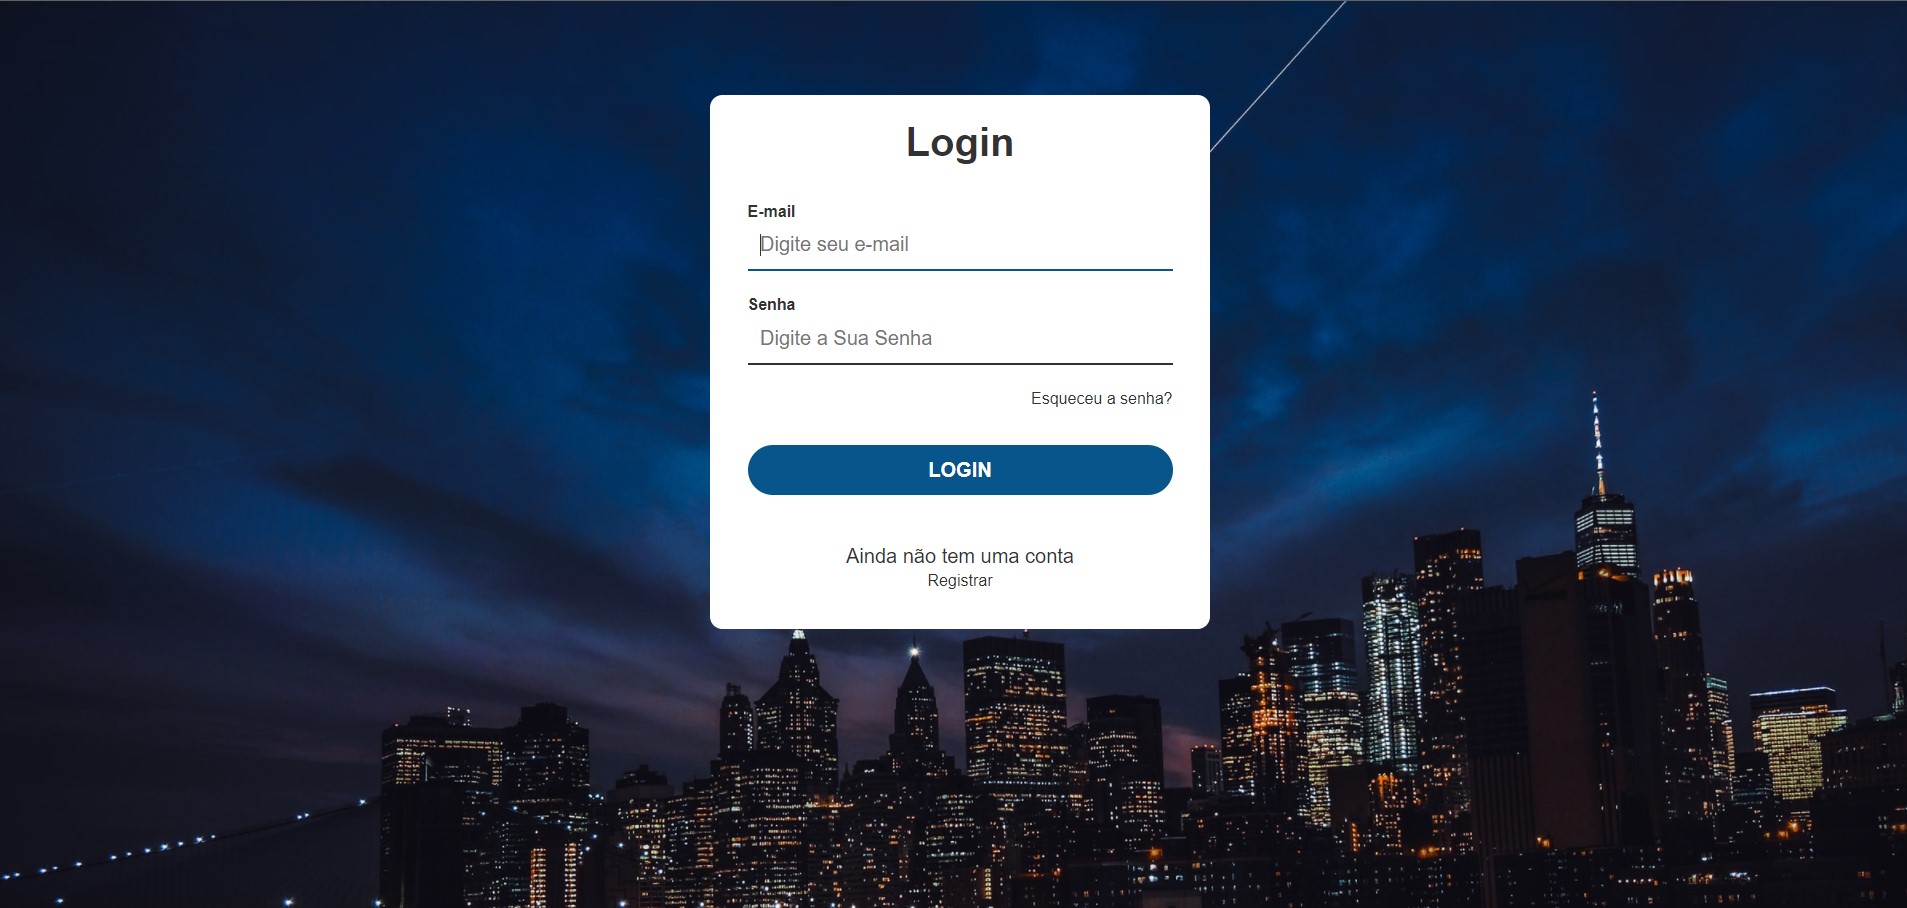 Login
E-mail
Digite seu e-mail
Senha
Digite a Sua Senha
Esqueceu a senha?
LOGIN
Ainda não tem uma conta
Registrar